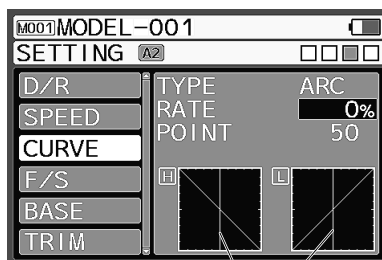 M001 MODEL-001
SETTING A2
D/R
SPEED
CURVE
F/S
BASE
TRIM
TYPE ARC
RATE 0%
POINT 50
H L